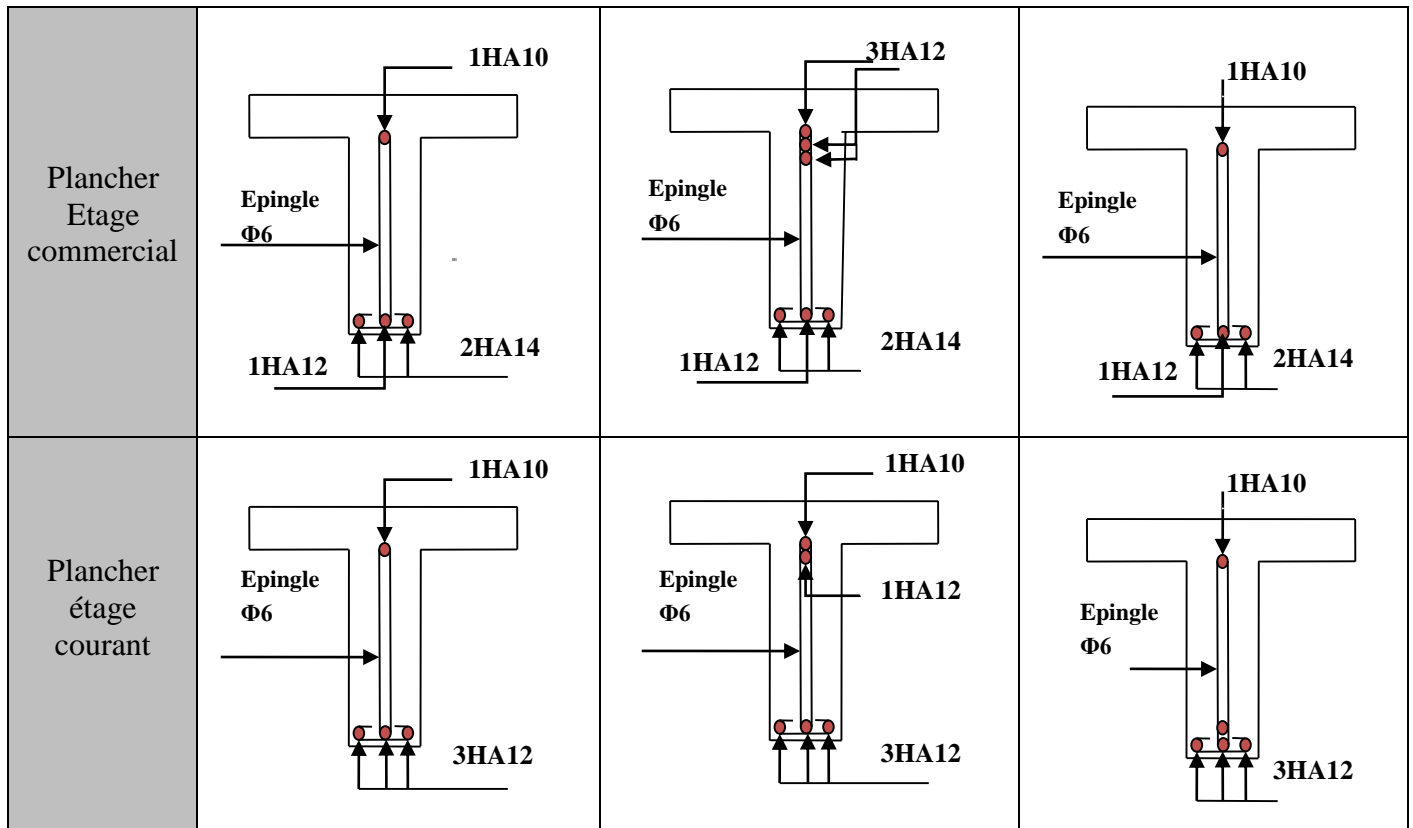 Plancher
Etage
commercial
1HA10
Epingle
Φ6
1HA12
2HA14
3HA12
Epingle
Φ6
1HA12
2HA14
1HA10
Epingle
Φ6
1HA12
2HA14
Plancher
étage
courant
1HA10
Epingle
Φ6
3HA12
1HA10
1HA12
Epingle
Φ6
3HA12
1HA10
Epingle
Φ6
3HA12